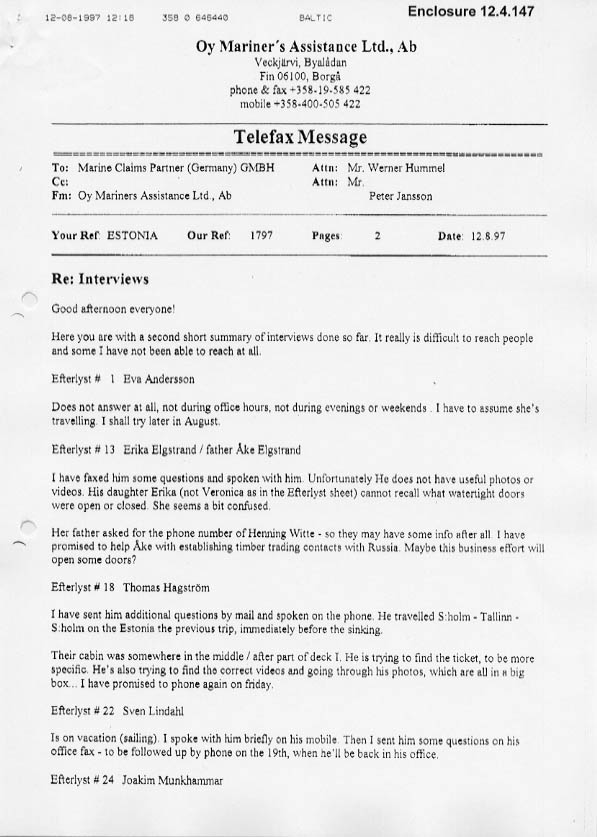 12-08-1997 12:18 358 0 646440 BALTIC Enclosure 12.4.147
Oy Mariner's Assistance Ltd., Ab
Veckjärvi, Byalådan
Fin 06100, Borgå
phone & fax +358-19-585 422
mobile +358-400-505 422
Telefax Message
To: Marine Claims Partner (Germany) GMBH Attn: Mr. Werner Hummel
Cc: Attn: Mr.
Fm: Oy Mariners Assistance Ltd., Ab Peter Jansson
Your Ref: ESTONIA Our Ref: 1797 Pages: 2 Date: 12.8.97
Re: Interviews
Good afternoon everyone!
Here you are with a second short summary of interviews done so far. It really is difficult to reach people
and some I have not been able to reach at all.
Efterlyst # 1 Eva Andersson
Does not answer at all, not during office hours, not during evenings or weekends . I have to assume she's
travelling. I shall try later in August.
Efterlyst # 13 Erika Elgstrand / father Åke Elgstrand
I have faxed him some questions and spoken with him. Unfortunately He does not have useful photos or
videos. His daughter Erika (not Veronica as in the Efterlyst sheet) cannot recall what watertight doors
were open or closed. She seems a bit confused.
Her father asked for the phone number of Henning Witte - so they may have some info after all. I have
promised to help Åke with establishing timber trading contacts with Russia. Maybe this business effort will
open some doors?
Efterlyst # 18 Thomas Hagström
I have sent him additional questions by mail and spoken on the phone. He travelled S:holm - Tallinn -
S:holm on the Estonia the previous trip, immediately before the sinking.
Their cabin was somewhere in the middle / after part of deck I. He is trying to find the ticket, to be more
specific. He's also trying to find the correct videos and going through his photos, which are all in a big
box... I have promised to phone again on friday.
Efterlyst # 22 Sven Lindahl
Is on vacation (sailing). I spoke with him briefly on his mobile. Then I sent him some questions on his
office fax - to be followed up by phone on the 19th, when he'll be back in his office.
Efterlyst # 24 Joakim Munkhammar